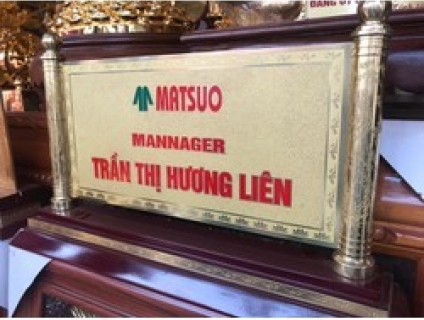 MATSUO
MANNAGER
TRẦN THỊ HƯƠNG LIÊN